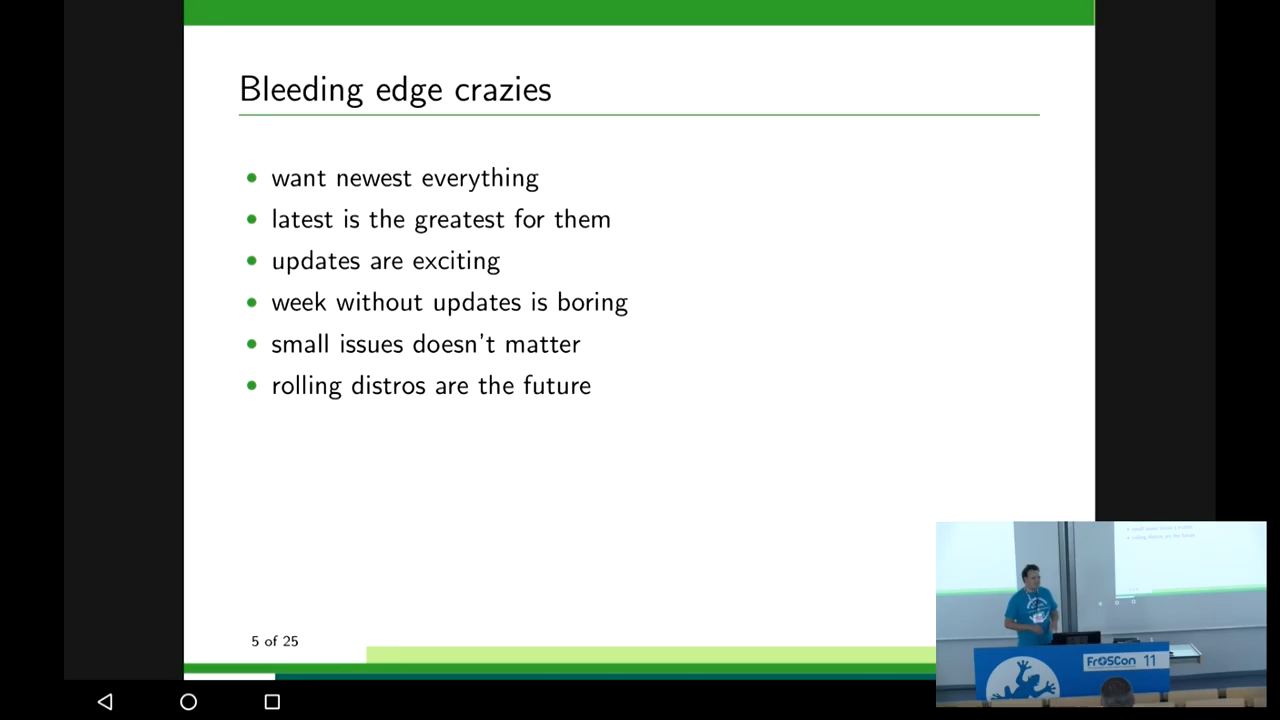 Bleeding edge crazies
want newest everything
latest is the greatest for them
updates are exciting
week without updates is boring
small issues doesn't matter
rolling distros are the future
5 of 25
FrOSCon 11